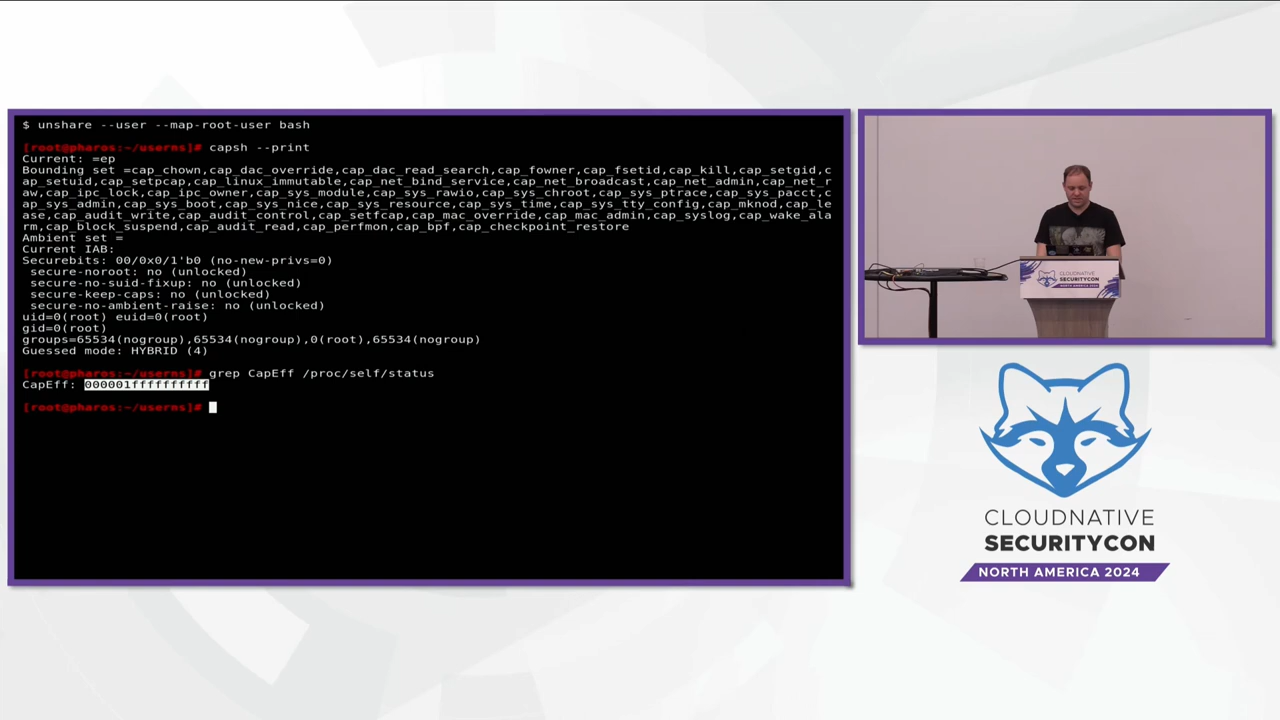 $ unshare --user --map-root-user bash
[root@pharos:~/userns]# capsh --print
Current: =ep
Bounding set =cap_chown,cap_dac_override,cap_dac_read_search,cap_fowner,cap_fsetid,cap_kill,cap_setgid,c
ap_setuid,cap_setpcap,cap_linux_immutable,cap_net_bind_service,cap_net_broadcast,cap_net_admin,cap_net_r
aw,cap_ipc_lock,cap_ipc_owner,cap_sys_module,cap_sys_rawio,cap_sys_chroot,cap_sys_ptrace,cap_sys_pacct,c
ap_sys_admin,cap_sys_boot,cap_sys_nice,cap_sys_resource,cap_sys_time,cap_sys_tty_config,cap_mknod,cap_le
ase,cap_audit_write,cap_audit_control,cap_setfcap,cap_mac_override,cap_mac_admin,cap_syslog,cap_wake_ala
rm,cap_block_suspend,cap_audit_read,cap_perfmon,cap_bpf,cap_checkpoint_restore
Ambient set =
Current IAB:
Securebits: 00/0x0/1'b0 (no-new-privs=0)
secure-noroot: no (unlocked)
secure-no-suid-fixup: no (unlocked)
secure-keep-caps: no (unlocked)
secure-no-ambient-raise: no (unlocked)
uid=0(root) euid=0(root)
gid=0(root)
groups=65534(nogroup),65534(nogroup),0(root),65534(nogroup)
Guessed mode: HYBRID (4)
[root@pharos:~/userns]# grep CapEff /proc/self/status
CapEff: 000001ffffffffff
[root@pharos:~/userns]#
CLOUDNATIVE
SECURITYCON
NORTH AMERICA 2024
CLOUDNATIVE
SECURITYCON
NORTH AMERICA 2024